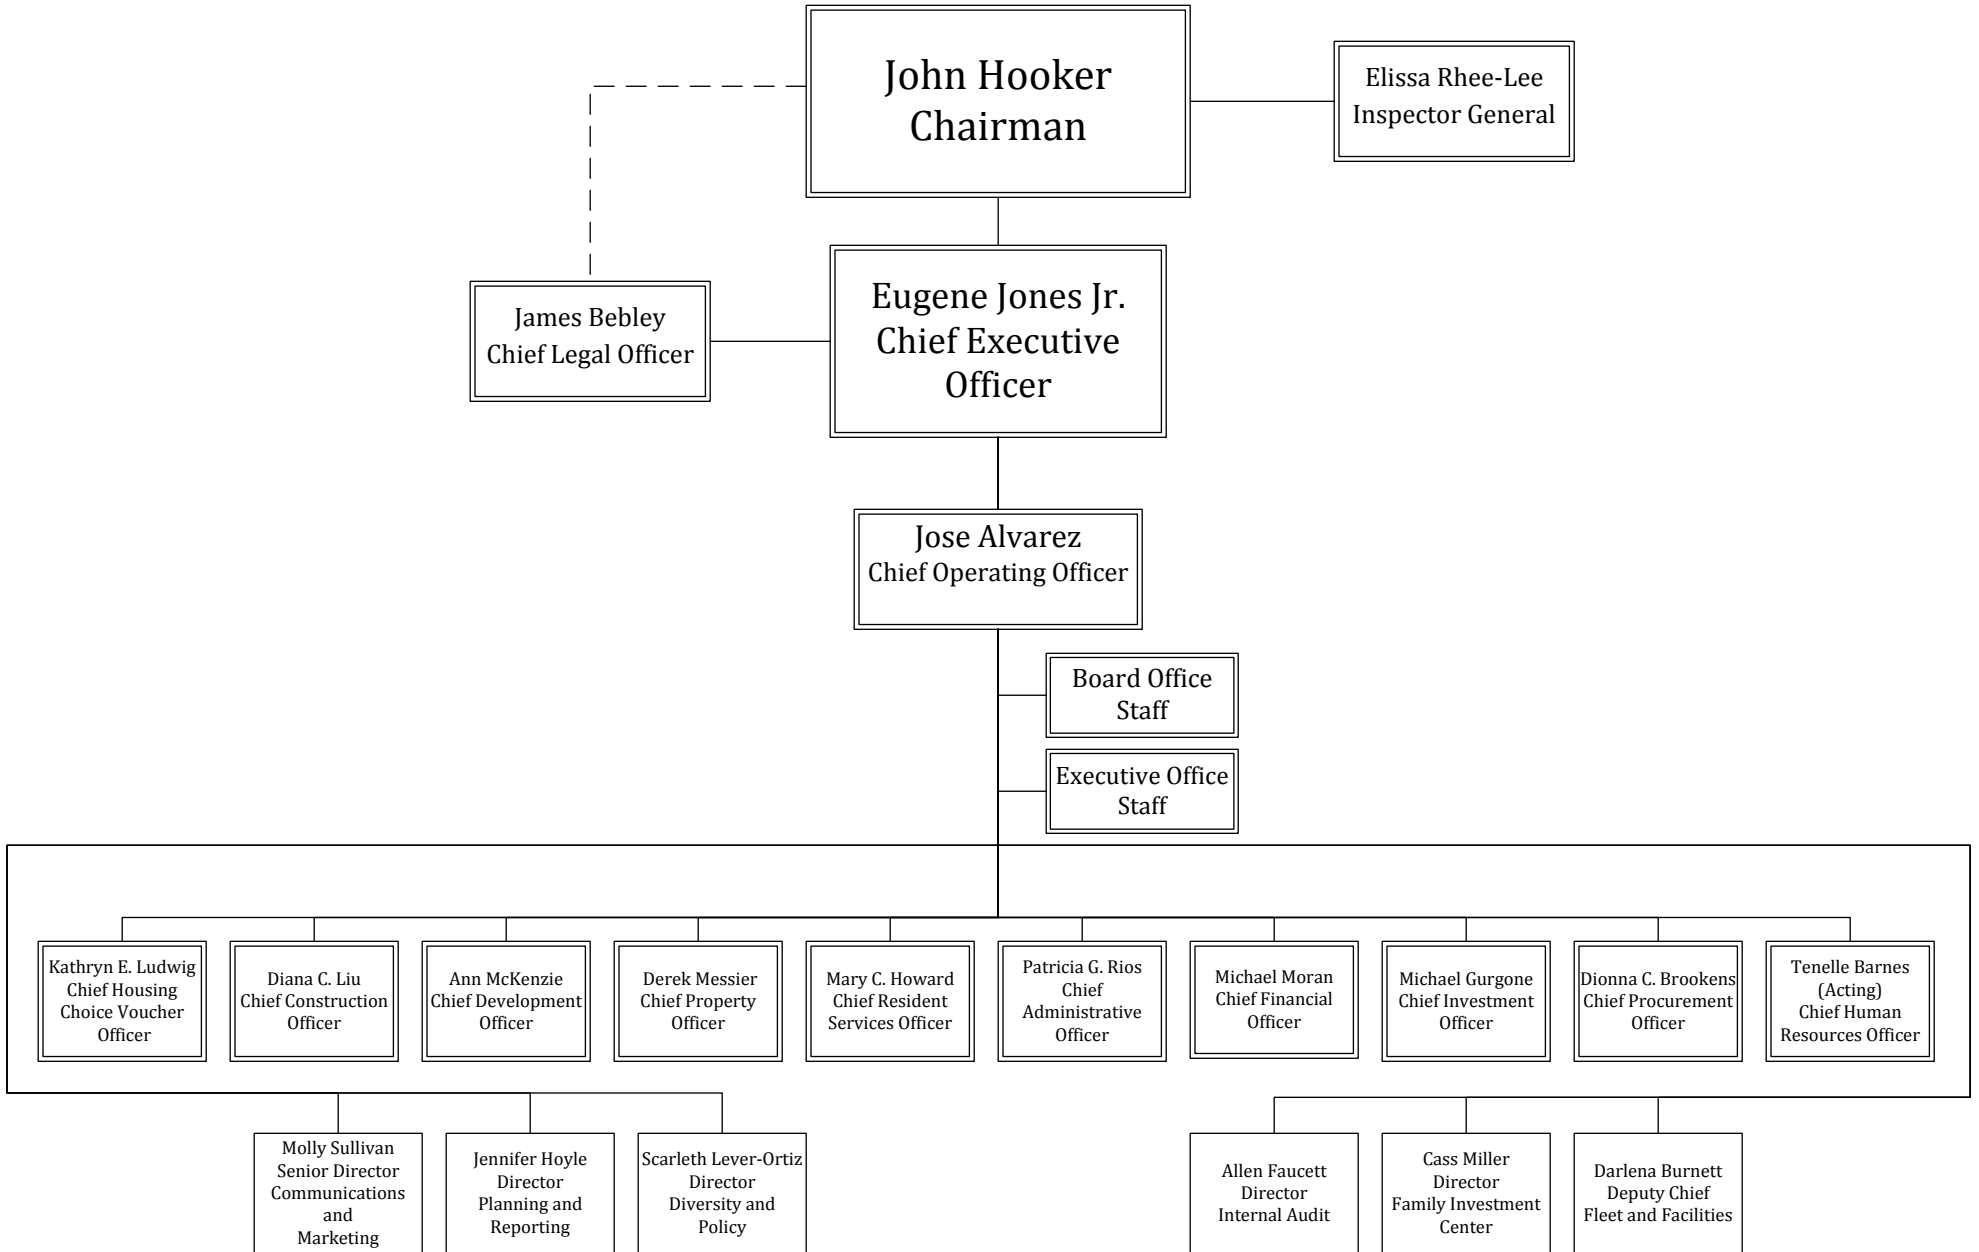 John Hooker
Chairman
Elissa Rhee-Lee
Inspector General
James Bebley
Chief Legal Officer
Eugene Jones Jr.
Chief Executive
Officer
Jose Alvarez
Chief Operating Officer
Board Office
Staff
Executive Office
Staff
Kathryn E. Ludwig
Chief Housing
Choice Voucher
Officer
Diana C. Liu
Chief Construction
Officer
Ann McKenzie
Chief Development
Officer
Derek Messier
Chief Property
Officer
Mary C. Howard
Chief Resident
Services Officer
Patricia G. Rios
Chief
Administrative
Officer
Michael Moran
Chief Financial
Officer
Michael Gurgone
Chief Investment
Officer
Dionna C. Brookens
Chief Procurement
Officer
Tenelle Barnes
(Acting)
Chief Human
Resources Officer
Molly Sullivan
Senior Director
Communications
and
Marketing
Jennifer Hoyle
Director
Planning and
Reporting
Scarleth Lever-Ortiz
Director
Diversity and
Policy
Allen Faucett
Director
Internal Audit
Cass Miller
Director
Family Investment
Center
Darlena Burnett
Deputy Chief
Fleet and Facilities